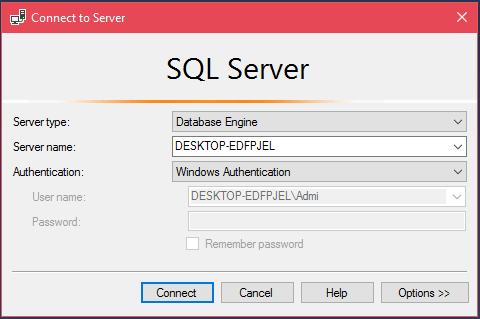 Connect to Server
SQL Server
Server type: Database Engine
Server name: DESKTOP-EDFPJEL
Authentication: Windows Authentication
User name: DESKTOP-EDFPJEL\Admi
Password:
Remember password
Connect Cancel Help Options >>